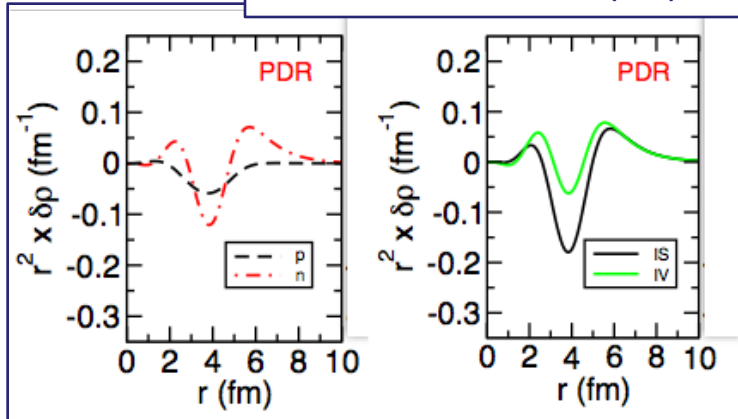 PDR
0.2
0.1
0
-0.1
-0.2
-0.3
r² x δρ (fm⁻¹)
p
n
0 2 4 6 8 10
r (fm)
PDR
0.2
0.1
0
-0.1
-0.2
-0.3
r² x δρ (fm⁻¹)
IS
IV
0 2 4 6 8 10
r (fm)